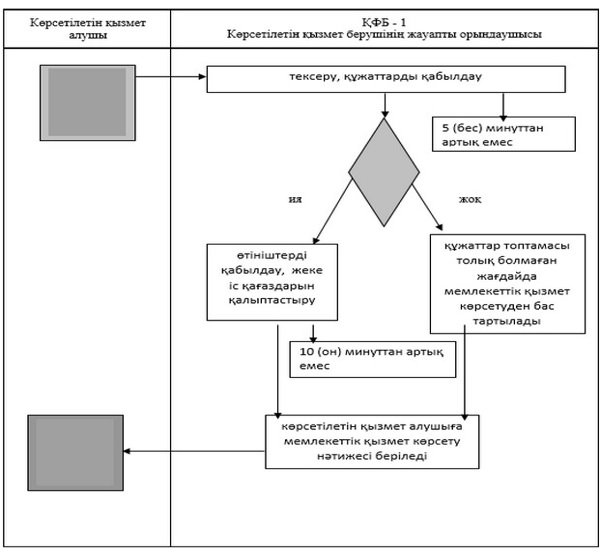 Көрсетілетін қызмет
алушы
ҚФБ - 1
Көрсетілетін қызмет берушінің жауапты орындаушысы
тексеру, құжаттарды қабылдау
5 (бес) минуттан
артық емес
ия
жоқ
өтініштерді
қабылдау, жеке
іс қағаздарын
қалыптастыру
құжаттар топтамасы
толық болмаған
жағдайда
мемлекеттік қызмет
көрсетуден бас
тартылады
10 (он) минуттан артық
емес
көрсетілетін қызмет алушыға
мемлекеттік қызмет көрсету
нәтижесі беріледі